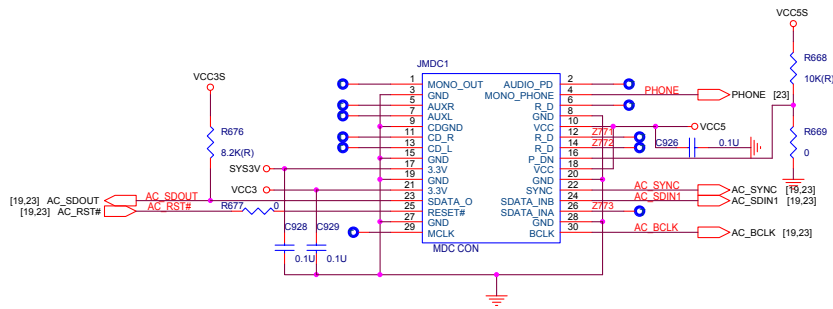 VCC5S
R668
10K(R)
VCC3S
JMDC1
1 MONO_OUT AUDIO_PD 2
3 GND MONO_PHONE 4 PHONE PHONE [23]
5 AUXR R_D 6
7 AUXL GND 8
9 CDGND VCC 10 VCC5
11 CD_R R_D 12 Z771
13 CD_L R_D 14 Z772 C926 0.1U
15 GND P_DN 16
17 3.3V VCC 18
19 GND GND 20
21 3.3V SYNC 22 AC_SYNC AC_SYNC [19,23]
23 SDATA_O SDATA_INB 24 AC_SDIN1 AC_SDIN1 [19,23]
25 RESET# SDATA_INA 26 Z773
27 GND GND 28
29 MCLK BCLK 30 AC_BCLK AC_BCLK [19,23]
MDC CON
R676
8.2K(R)
R669
0
SYS3V
VCC3
[19,23] AC_SDOUT AC_SDOUT
[19,23] AC_RST# AC_RST# R677 0
C928 C929
0.1U 0.1U